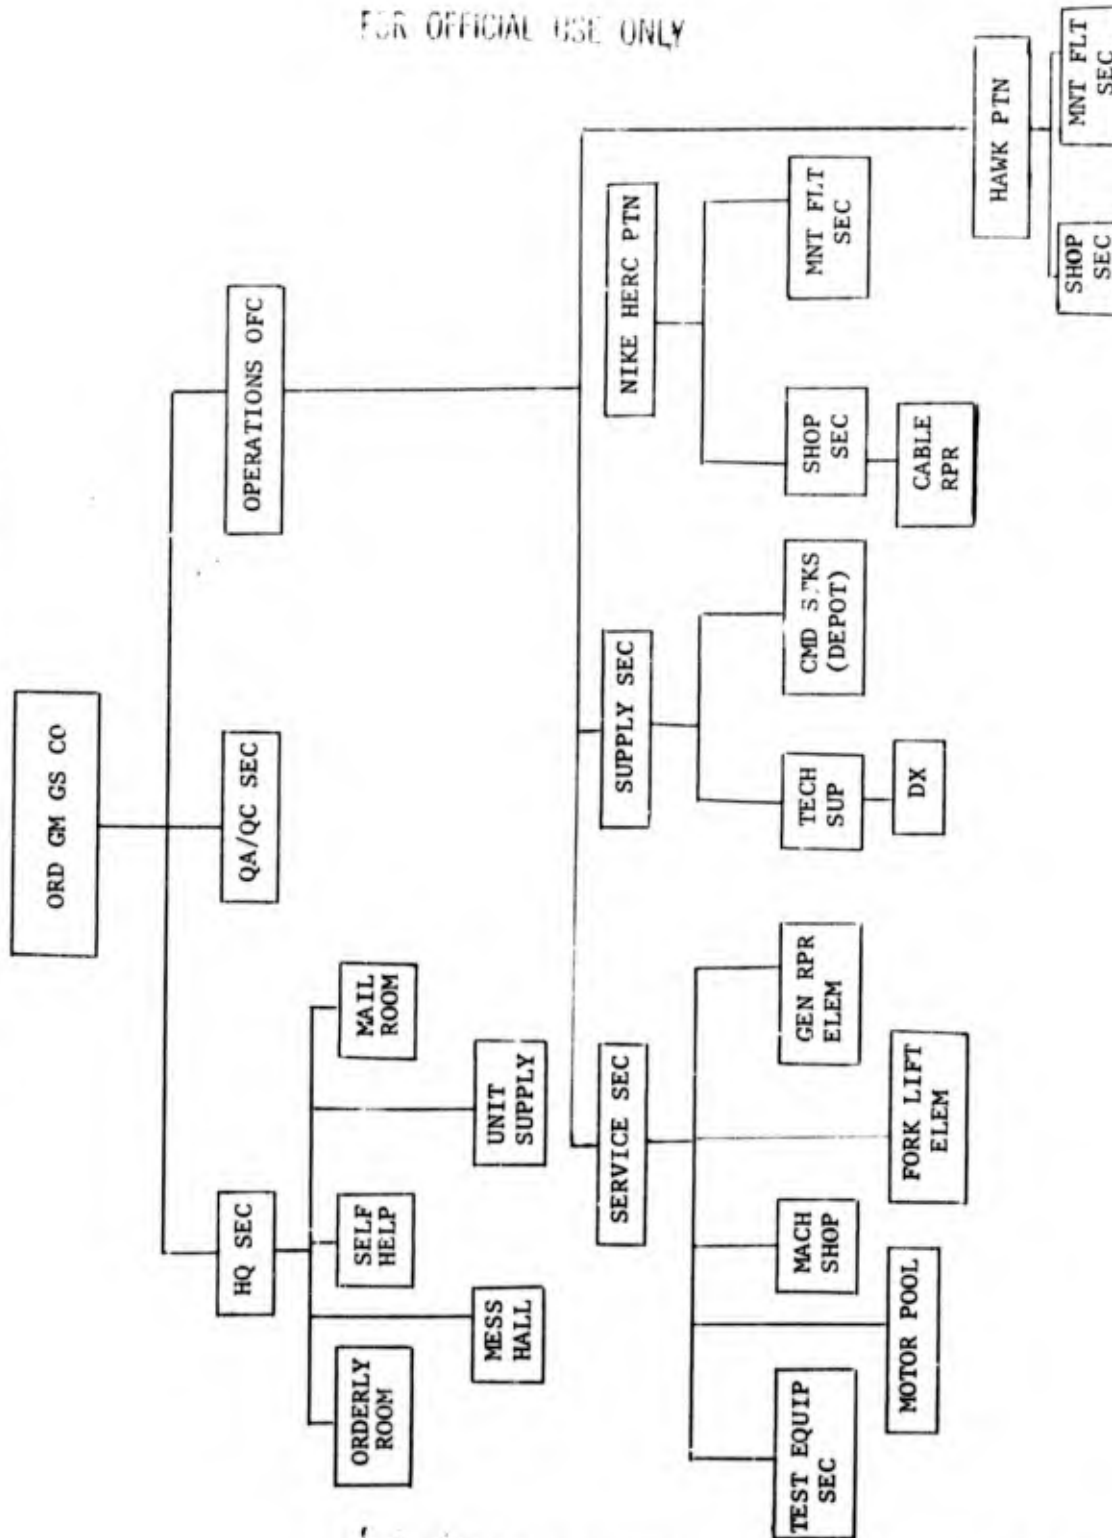 FOR OFFICIAL USE ONLY
ORD GM GS CO
HQ SEC
QA/QC SEC
OPERATIONS OFC
ORDERLY
ROOM
SELF
HELP
MAIL
ROOM
MESS
HALL
UNIT
SUPPLY
SERVICE SEC
SUPPLY SEC
NIKE HERC PTN
TEST EQUIP
SEC
MACH
SHOP
GEN RPR
ELEM
MOTOR POOL
FORK LIFT
ELEM
TECH
SUP
CMD
(DEPOT)
DX
SHOP
SEC
MNT FLT
SEC
CABLE
RPR
HAWK PTN
SHOP
SEC
MNT FLT
SEC